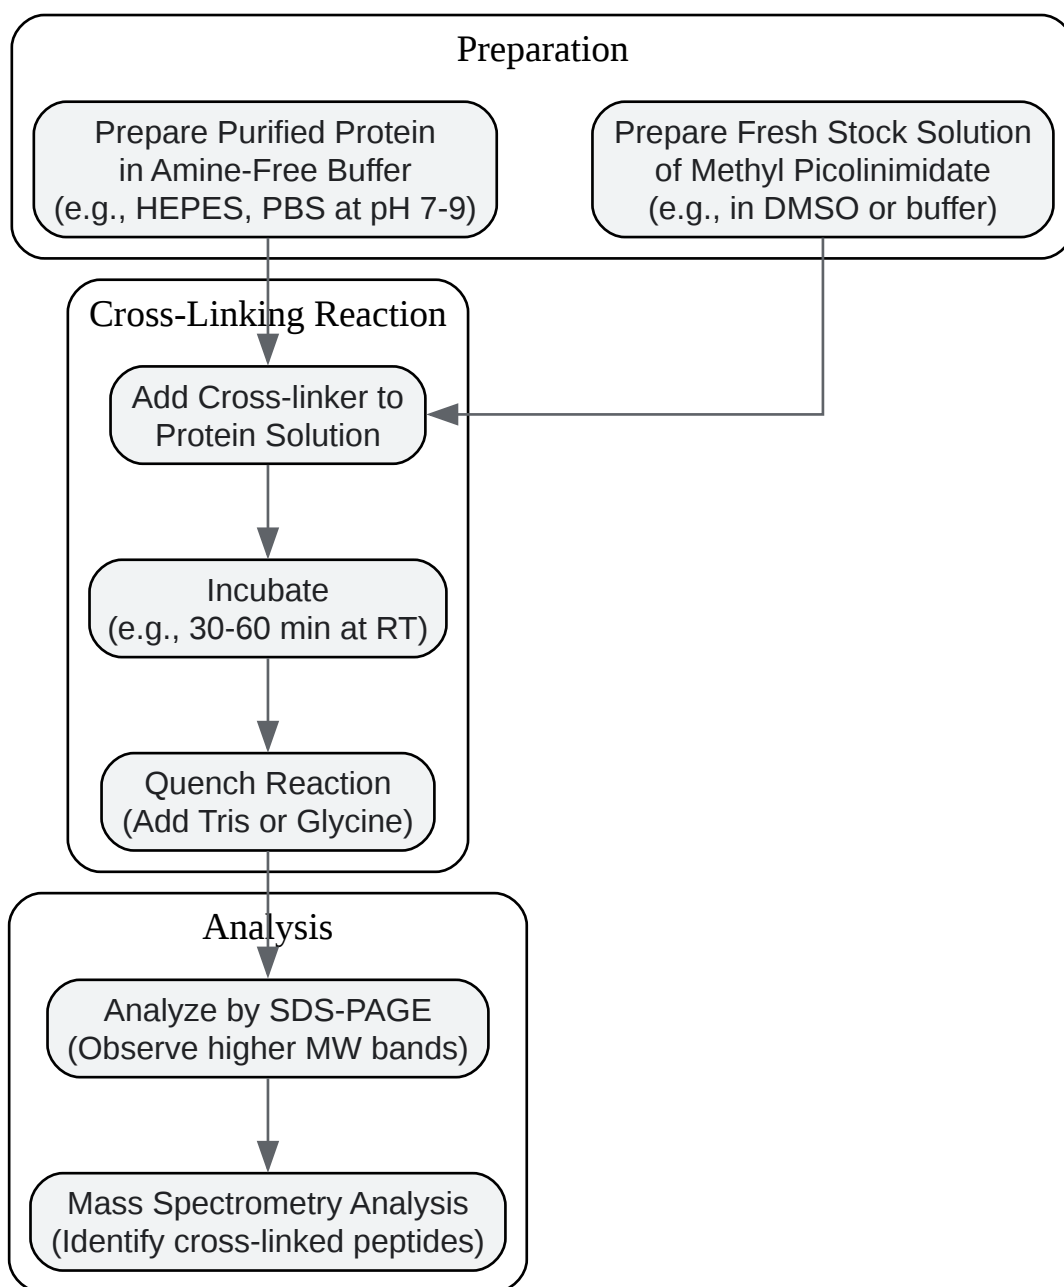 Preparation
Prepare Purified Protein
in Amine-Free Buffer
(e.g., HEPES, PBS at pH 7-9)
Prepare Fresh Stock Solution
of Methyl Picolinimidate
(e.g., in DMSO or buffer)
Cross-Linking Reaction
Add Cross-linker to
Protein Solution
Incubate
(e.g., 30-60 min at RT)
Quench Reaction
(Add Tris or Glycine)
Analysis
Analyze by SDS-PAGE
(Observe higher MW bands)
Mass Spectrometry Analysis
(Identify cross-linked peptides)